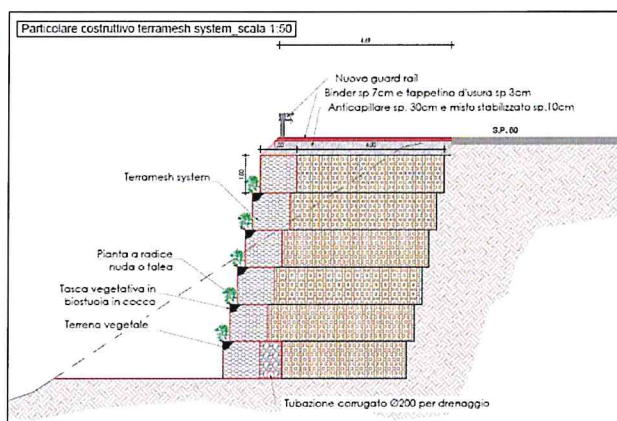 Particolare costruttivo terramesh system_scala 1:50
Nuovo guard rail
Binder sp 7cm e tappetino d'usura sp 3cm
Anticapillare sp. 30cm e misto stabilizzato sp.10cm
S.P. 60
Terramesh system
Pianta a radice
nuda o talea
Tasca vegetativa in
biostuoia in cocco
Terreno vegetale
Tubazione corrugato Ø200 per drenaggio